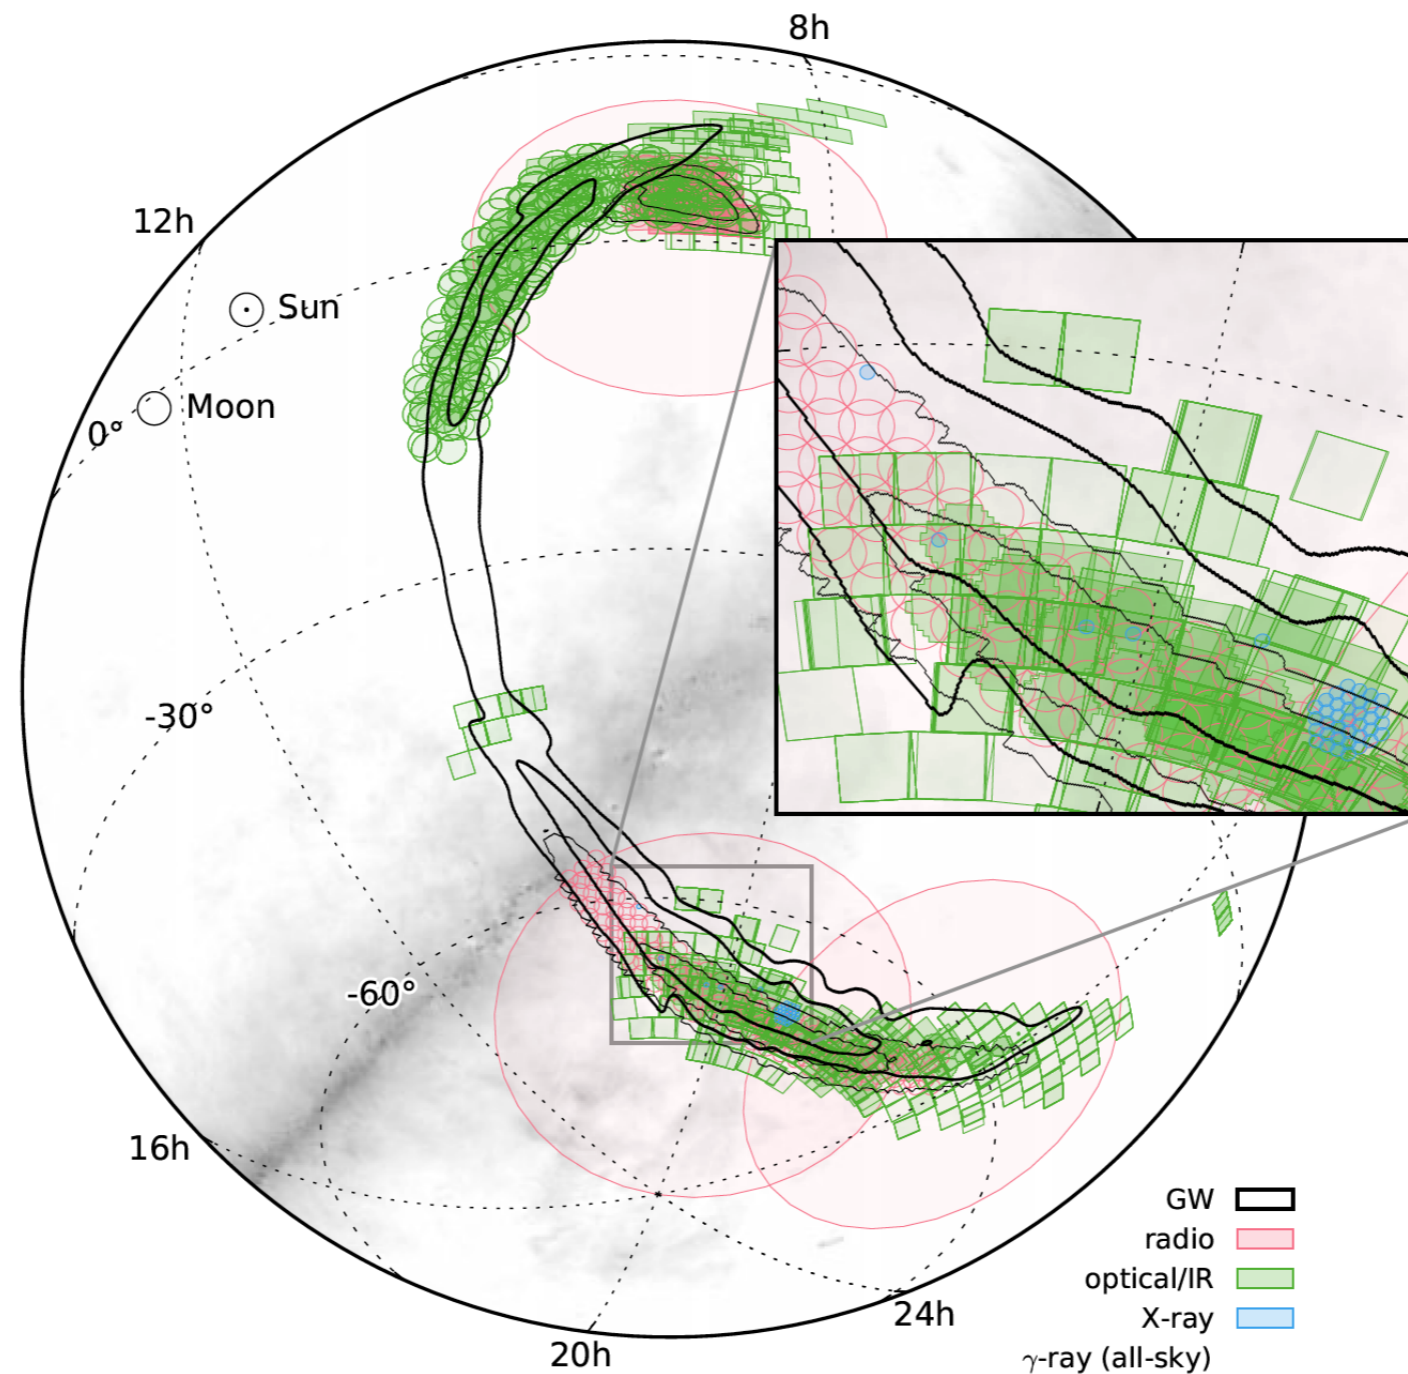 8h
12h
Sun
Moon
0°
-30°
-60°
16h
GW
radio
optical/IR
X-ray
γ-ray (all-sky)
24h
20h